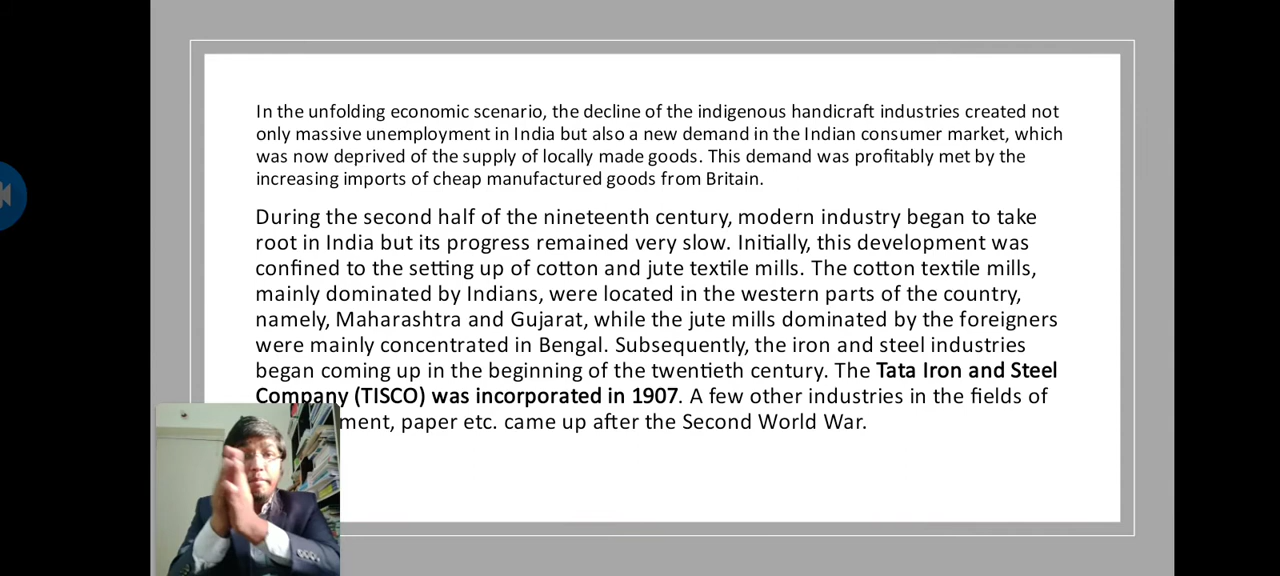 In the unfolding economic scenario, the decline of the indigenous handicraft industries created not
only massive unemployment in India but also a new demand in the Indian consumer market, which
was now deprived of the supply of locally made goods. This demand was profitably met by the
increasing imports of cheap manufactured goods from Britain.
During the second half of the nineteenth century, modern industry began to take
root in India but its progress remained very slow. Initially, this development was
confined to the setting up of cotton and jute textile mills. The cotton textile mills,
mainly dominated by Indians, were located in the western parts of the country,
namely, Maharashtra and Gujarat, while the jute mills dominated by the foreigners
were mainly concentrated in Bengal. Subsequently, the iron and steel industries
began coming up in the beginning of the twentieth century. The Tata Iron and Steel
Company (TISCO) was incorporated in 1907. A few other industries in the fields of
paper etc. came up after the Second World War.